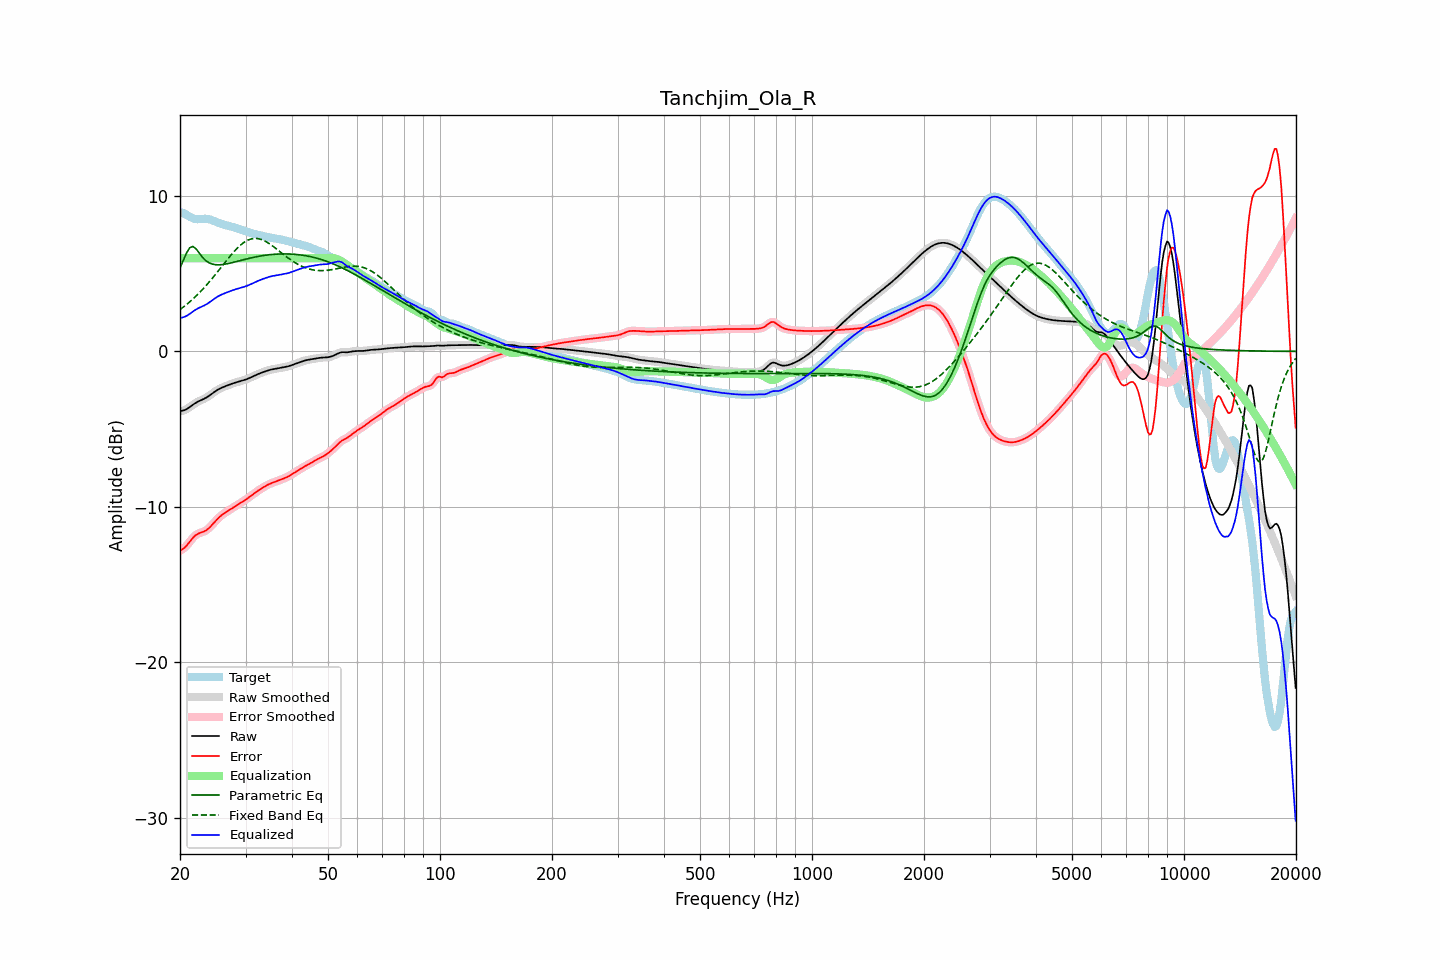 Tanchjim_Ola_R
Amplitude (dBr)
10
0
−10
−20
−30
Target
Raw Smoothed
Error Smoothed
Raw
Error
Equalization
Parametric Eq
Fixed Band Eq
Equalized
20 50 100 200 500 1000 2000 5000 10000 20000
Frequency (Hz)